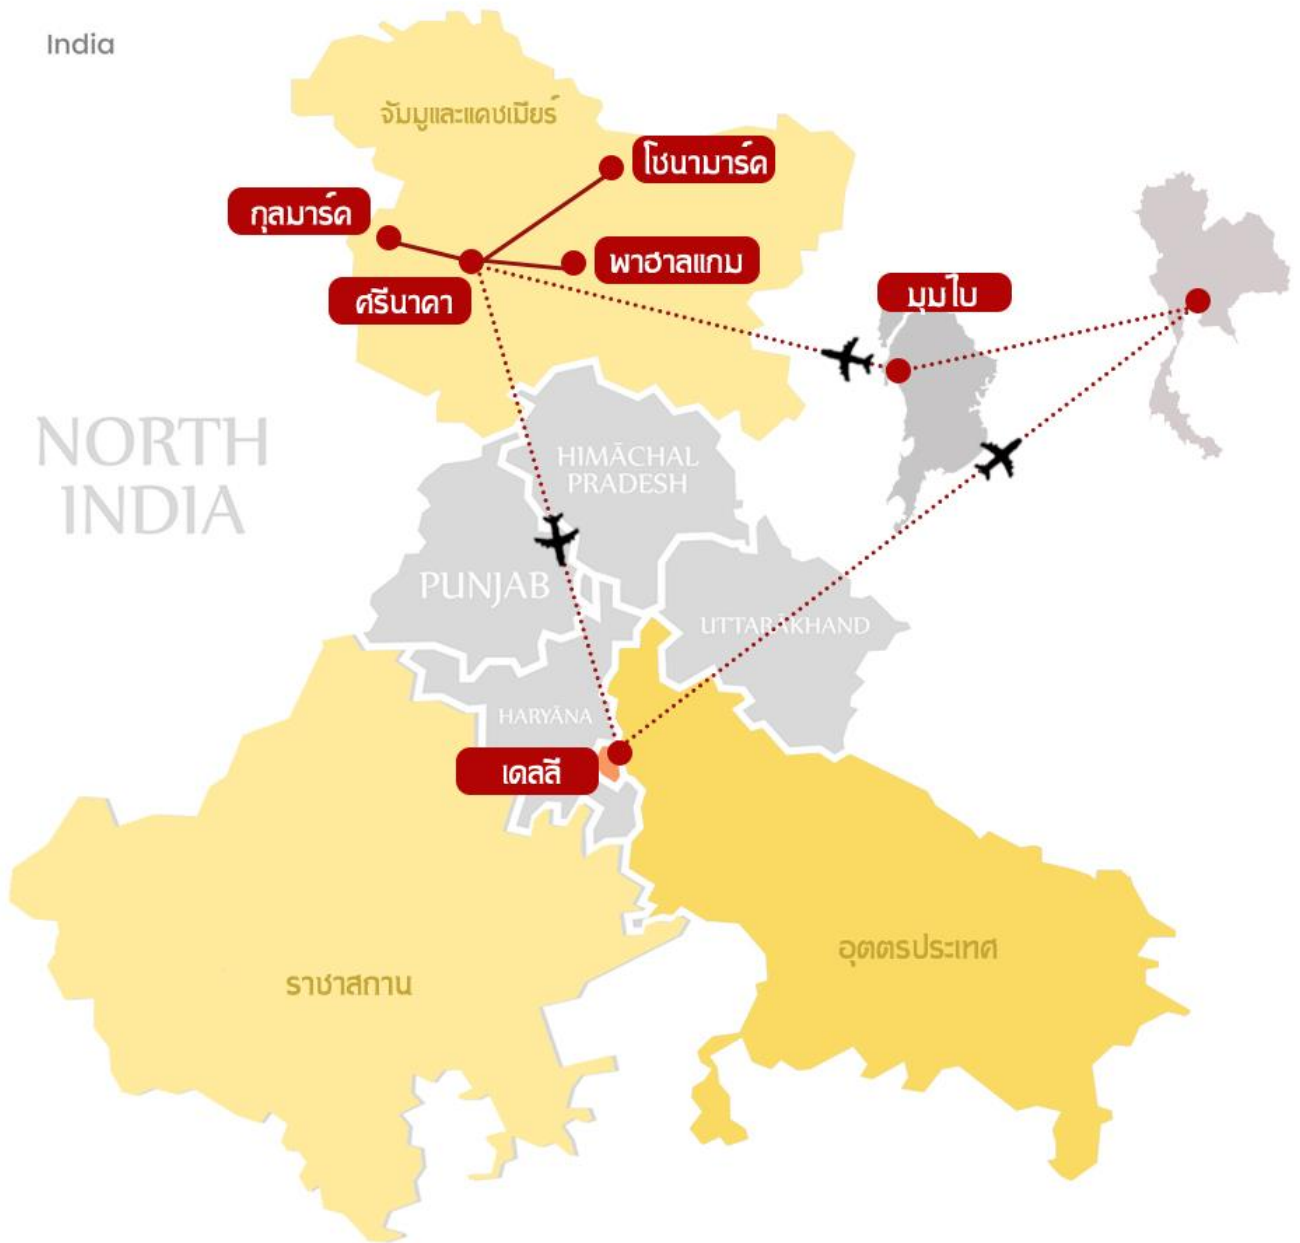 India
จัมมูและแคชเมียร์
โซนามาร์ค
กุลมาร์ค
พาฮาลแกม
ศรีนาคา
มุมไบ
NORTH
INDIA
HIMĀCHAL
PRADESH
PUNJAB
UTTARĀKHAND
HARYĀNA
เดลลี
อุตตรประเทศ
ราชาสถาน